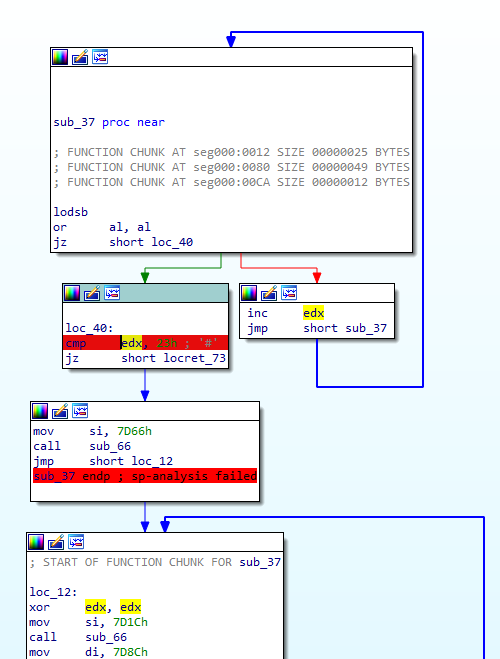 sub_37 proc near
; FUNCTION CHUNK AT seg000:0012 SIZE 00000025 BYTES
; FUNCTION CHUNK AT seg000:0080 SIZE 00000049 BYTES
; FUNCTION CHUNK AT seg000:00CA SIZE 00000012 BYTES
lodsb
or al, al
jz short loc_40
loc_40:
cmp edx, 23h ; '#'
jz short locret_73
inc edx
jmp short sub_37
mov si, 7D66h
call sub_66
jmp short loc_12
sub_37 endp ; sp-analysis failed
; START OF FUNCTION CHUNK FOR sub_37
loc_12:
xor edx, edx
mov si, 7D1Ch
call sub_66
mov di, 7D8Ch